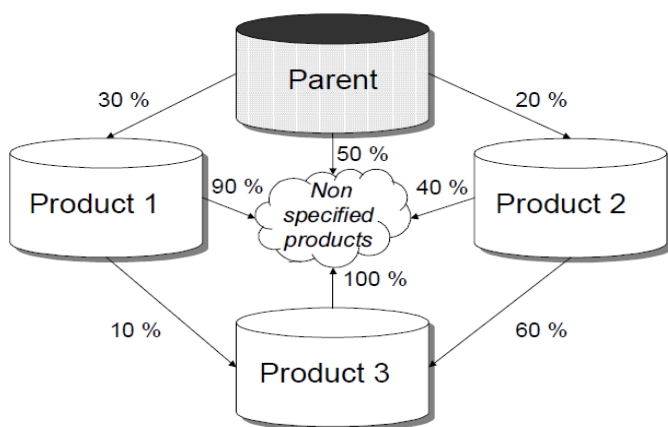 Parent
30 %
20 %
50 %
Product 1
90 %
Non
specified
products
40 %
Product 2
100 %
10 %
60 %
Product 3